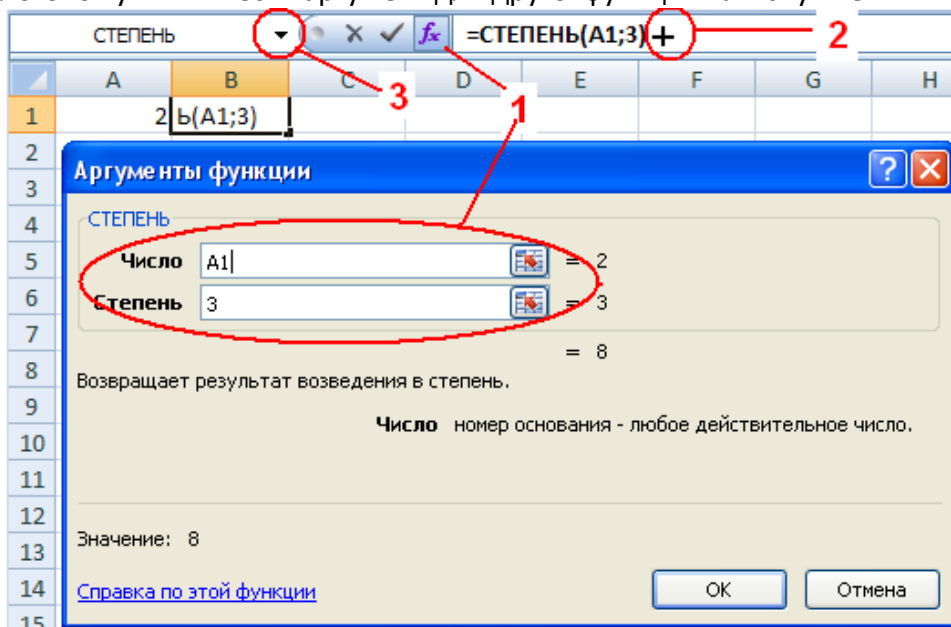 СТЕПЕНЬ fx =СТЕПЕНЬ(A1;3)+ 2
A B C D E F G H
3 1
1 2 Ь(A1;3)
2
Аргументы функции ?
3
4 СТЕПЕНЬ
5 Число A1 = 2
6 Степень 3 = 3
7 = 8
8 Возвращает результат возведения в степень.
9 Число номер основания - любое действительное число.
10
11
12
13 Значение: 8
14 Справка по этой функции ОК Отмена
15